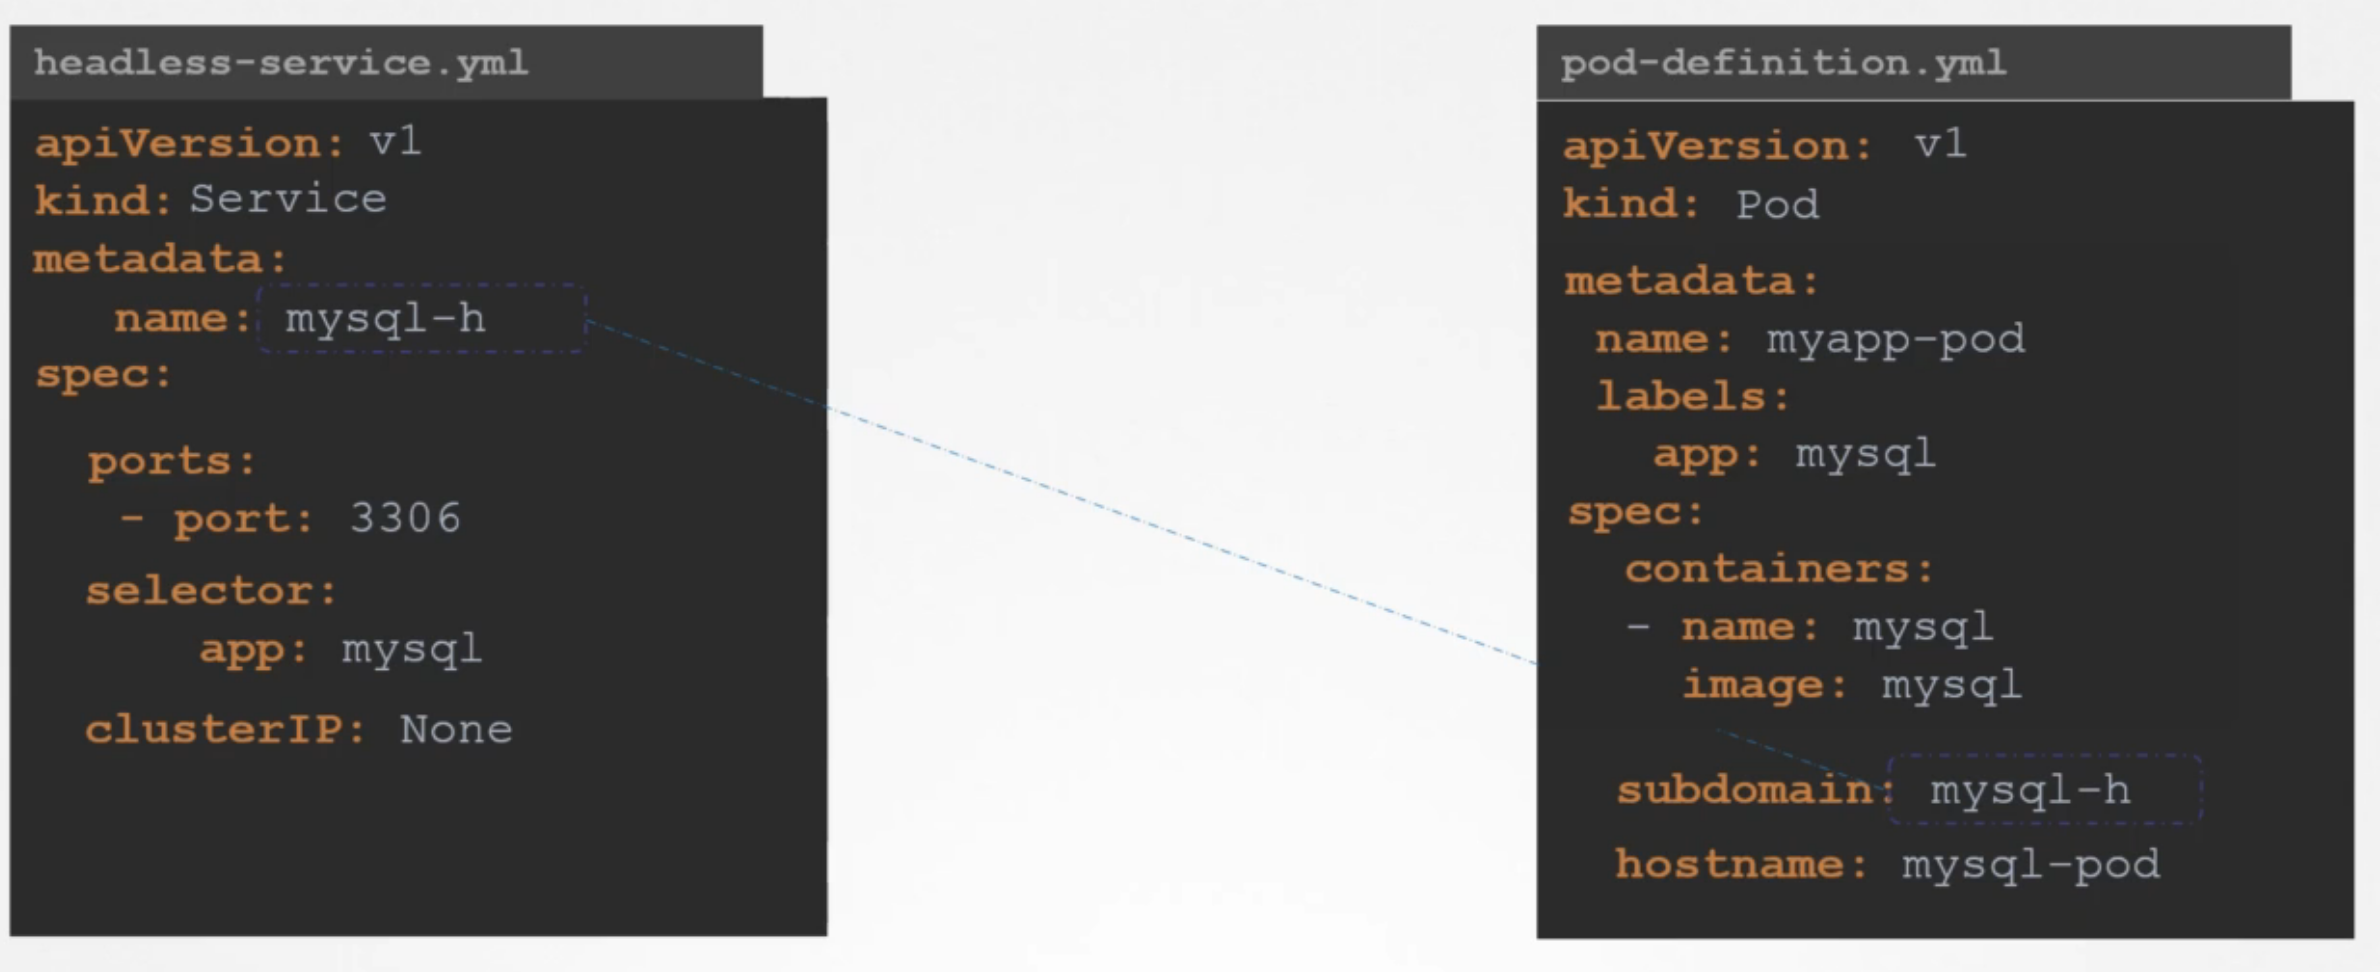 headless-service.yml
apiVersion: v1
kind: Service
metadata:
name: mysql-h
spec:
ports:
- port: 3306
selector:
app: mysql
clusterIP: None
pod-definition.yml
apiVersion: v1
kind: Pod
metadata:
name: myapp-pod
labels:
app: mysql
spec:
containers:
- name: mysql
image: mysql
subdomain: mysql-h
hostname: mysql-pod